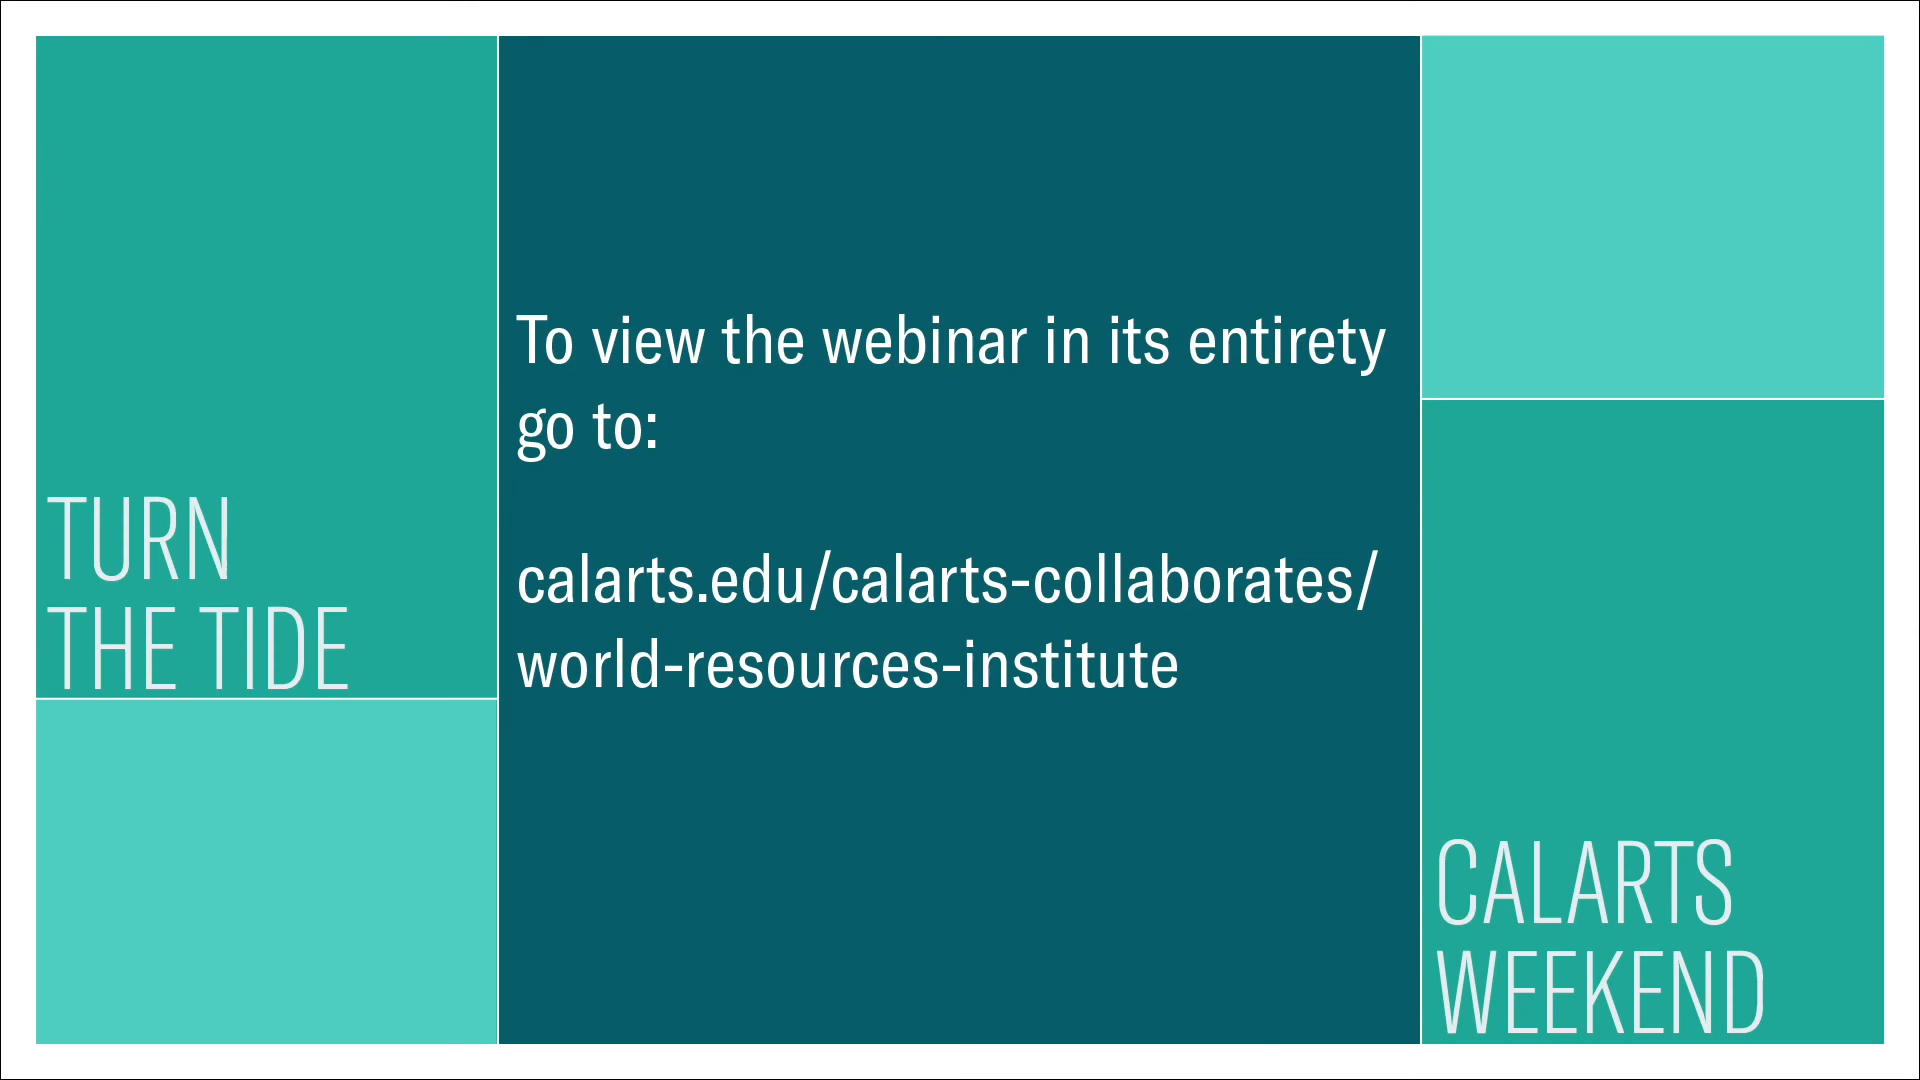 TURN
THE TIDE
To view the webinar in its entirety
go to:
calarts.edu/calarts-collaborates/
world-resources-institute
CALARTS
WEEKEND